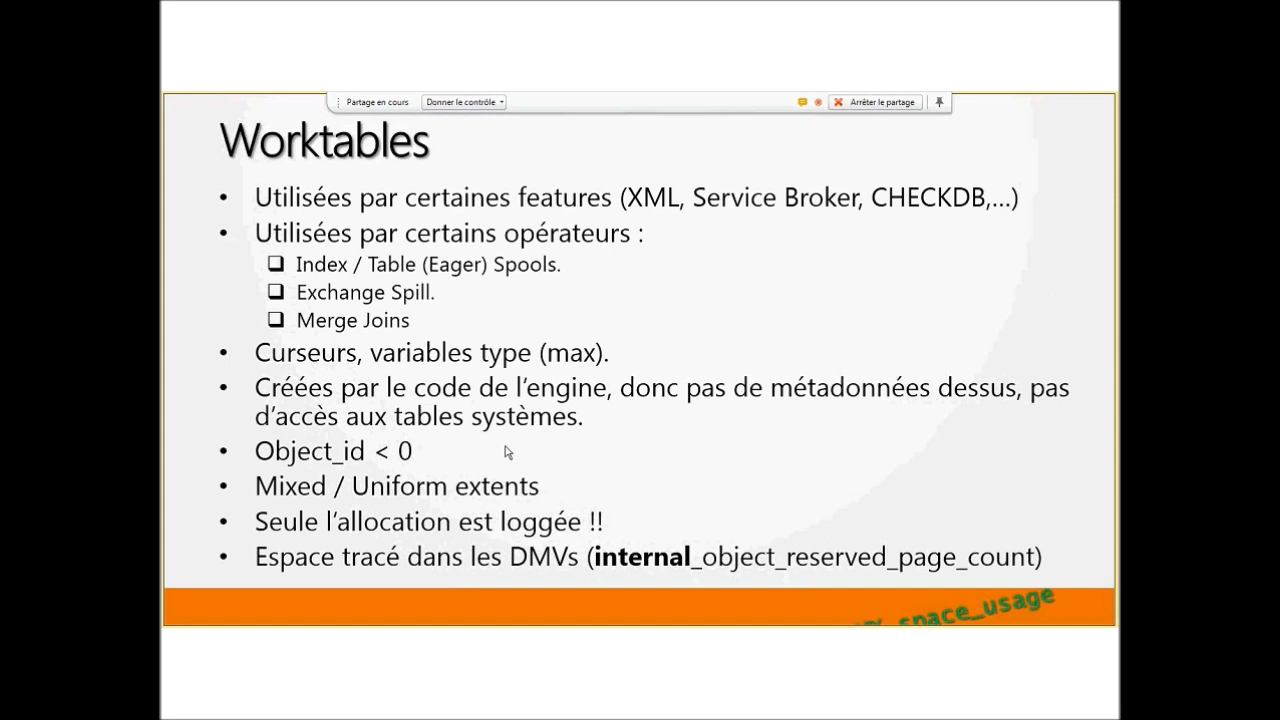 Partage en cours Donner le contrôle Arrêter le partage
Worktables
• Utilisées par certaines features (XML, Service Broker, CHECKDB,...)
• Utilisées par certains opérateurs :
❑ Index / Table (Eager) Spools.
❑ Exchange Spill.
❑ Merge Joins
• Curseurs, variables type (max).
• Créées par le code de l'engine, donc pas de métadonnées dessus, pas
d'accès aux tables systèmes.
• Object_id < 0
• Mixed / Uniform extents
• Seule l'allocation est loggée !!
• Espace tracé dans les DMVs (internal_object_reserved_page_count)
space_usage